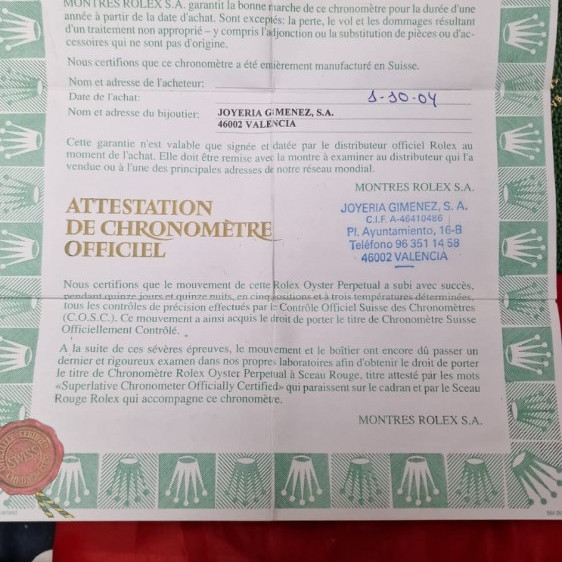 MONTRES ROLEX S.A. garantit la bonne marche de ce chronomètre pour la durée d'une
année à partir de la date d'achat. Sont exceptés: la perte, le vol et les dommages résultant
d'un traitement non approprié – y compris l'adjonction ou la substitution de pièces ou d'ac-
cessoires qui ne sont pas d'origine.
Nous certifions que ce chronomètre a été entièrement manufacturé en Suisse.
Nom et adresse de l'acheteur:
Date de l'achat: 1-10-04
Nom et adresse du bijoutier: JOYERIA GIMENEZ, S.A.
46002 VALENCIA
Cette garantie n'est valable que signée et datée par le distributeur officiel Rolex au
moment de l'achat. Elle doit être remise avec la montre à examiner au distributeur qui l'a
vendue ou à l'une des principales adresses de notre réseau mondial.
MONTRES ROLEX S.A.
ATTESTATION
DE CHRONOMÈTRE
OFFICIEL
JOYERIA GIMENEZ, S. A.
C.I.F. A-46410486
Pl. Ayuntamiento, 16-B
Teléfono 96 351 14 58
46002 VALENCIA
Nous certifions que le mouvement de cette Rolex Oyster Perpetual a subi avec succès,
pendant quinze jours et quinze nuits, en cinq positions et à trois températures déterminées,
tous les contrôles de précision effectués par le Contrôle Officiel Suisse des Chronomètres
(C.O.S.C.). Ce mouvement a ainsi acquis le droit de porter le titre de Chronomètre Suisse
Officiellement Contrôlé.
A la suite de ces sévères épreuves, le mouvement et le boîtier ont encore dû passer un
dernier et rigoureux examen dans nos propres laboratoires afin d'obtenir le droit de porter
le titre de Chronomètre Rolex Oyster Perpetual à Sceau Rouge, titre attesté par les mots
«Superlative Chronometer Officially Certified» qui paraissent sur le cadran et par le Sceau
Rouge Rolex qui accompagne ce chronomètre.
MONTRES ROLEX S.A.